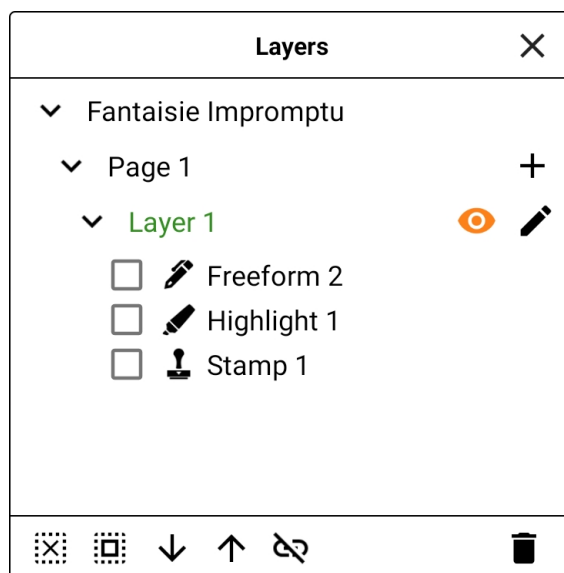 Layers
Fantaisie Impromptu
Page 1
Layer 1
Freeform 2
Highlight 1
Stamp 1